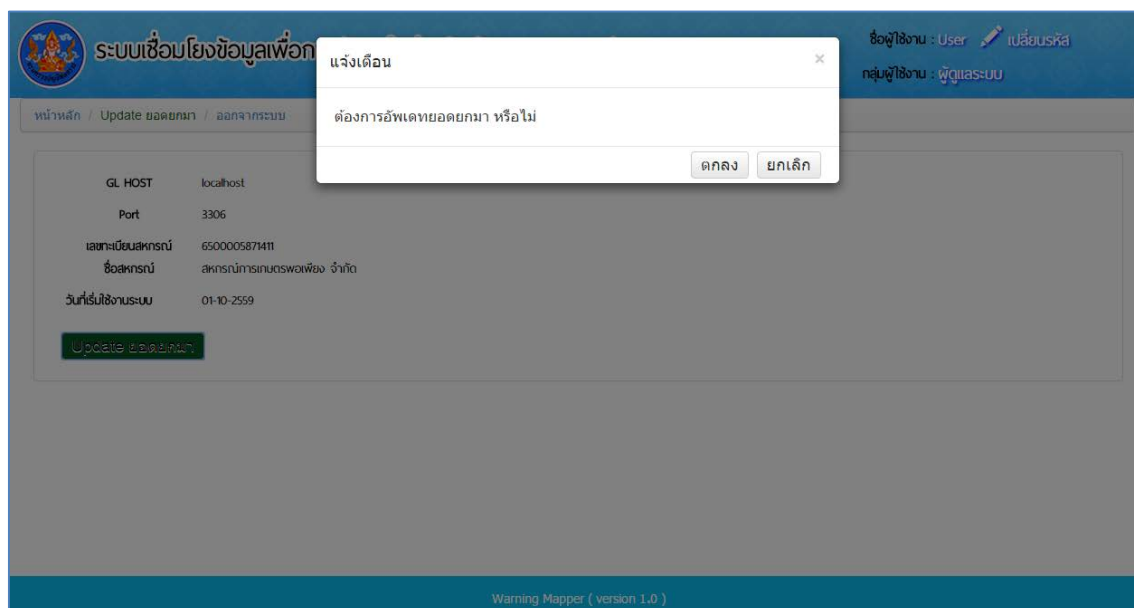 ระบบเชื่อมโยงข้อมูลเพื่อก
ชื่อผู้ใช้งาน : User เปลี่ยนรหัส
กลุ่มผู้ใช้งาน : ผู้ดูแลระบบ
แจ้งเตือน ×
ต้องการอัพเดทยอดยกมา หรือไม่
ตกลง ยกเลิก
หน้าหลัก / Update ยอดยกมา / ออกจากระบบ
GL HOST localhost
Port 3306
เลขทะเบียนสหกรณ์ 6500005871411
ชื่อสหกรณ์ สหกรณ์การเกษตรพอเพียง จำกัด
วันที่เริ่มใช้งานระบบ 01-10-2559
Update ยอดยกมา
Warning Mapper ( version 1.0 )